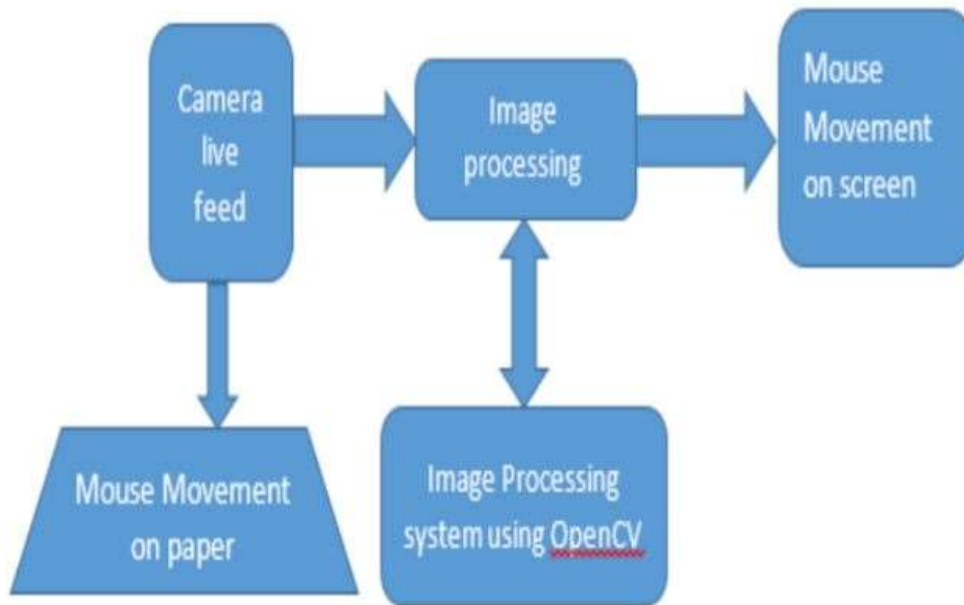 Camera
live
feed
Image
processing
Mouse
Movement
on screen
Mouse Movement
on paper
Image Processing
system using OpenCV